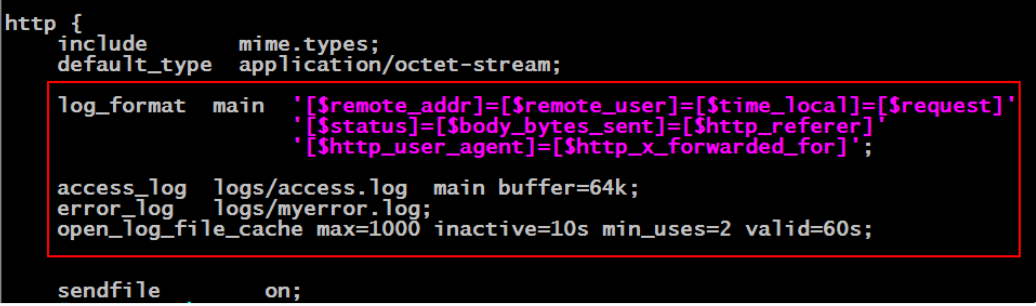 http {
    include       mime.types;
    default_type  application/octet-stream;
    log_format  main  '[$remote_addr]=[$remote_user]=[$time_local]=[$request]'
                      '[$status]=[$body_bytes_sent]=[$http_referer]'
                      '[$http_user_agent]=[$http_x_forwarded_for]';
    access_log  logs/access.log  main buffer=64k;
    error_log   logs/myerror.log;
    open_log_file_cache max=1000 inactive=10s min_uses=2 valid=60s;
    sendfile        on;